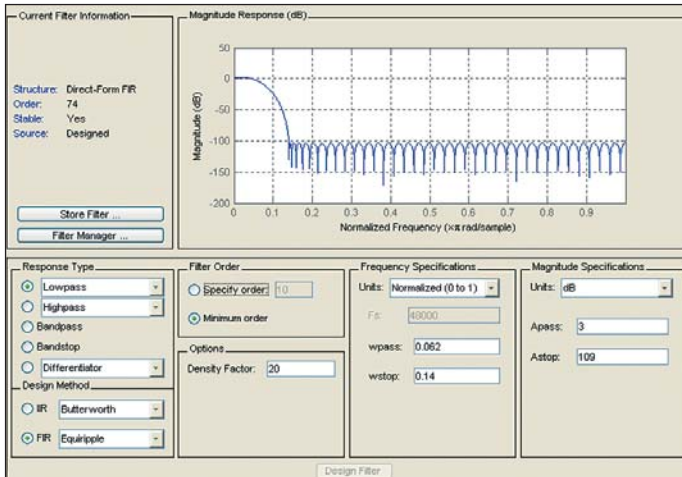 Current Filter Information
Structure: Direct-Form FIR
Order: 74
Stable: Yes
Source: Designed
Store Filter ...
Filter Manager ...
Magnitude Response (dB)
50
0
-50
-100
-150
-200
Magnitude (dB)
0 0.1 0.2 0.3 0.4 0.5 0.6 0.7 0.8 0.9
Normalized Frequency (×π rad/sample)
Response Type
Lowpass
Highpass
Bandpass
Bandstop
Differentiator
Design Method
IIR Butterworth
FIR Equiripple
Filter Order
Specify order: 10
Minimum order
Options
Density Factor: 20
Frequency Specifications
Units: Normalized (0 to 1)
Fs: 48000
wpass: 0.062
wstop: 0.14
Magnitude Specifications
Units: dB
Apass: 3
Astop: 109
Design Filter